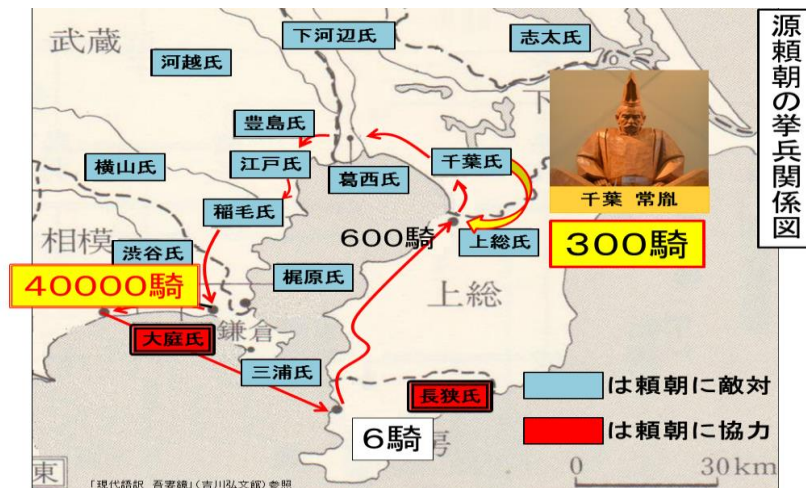 源頼朝の挙兵関係図
武蔵
下河辺氏
志太氏
河越氏
下
豊島氏
千葉氏
横山氏
江戸氏
葛西氏
千葉 常胤
稲毛氏
相模
600騎
上総氏
300騎
渋谷氏
40000騎
梶原氏
上総
大庭氏
鎌倉
三浦氏
長狭氏
は頼朝に敵対
6騎
房
は頼朝に協力
東
「現代語訳 吾妻鏡」(吉川弘文館)参照
0 30km